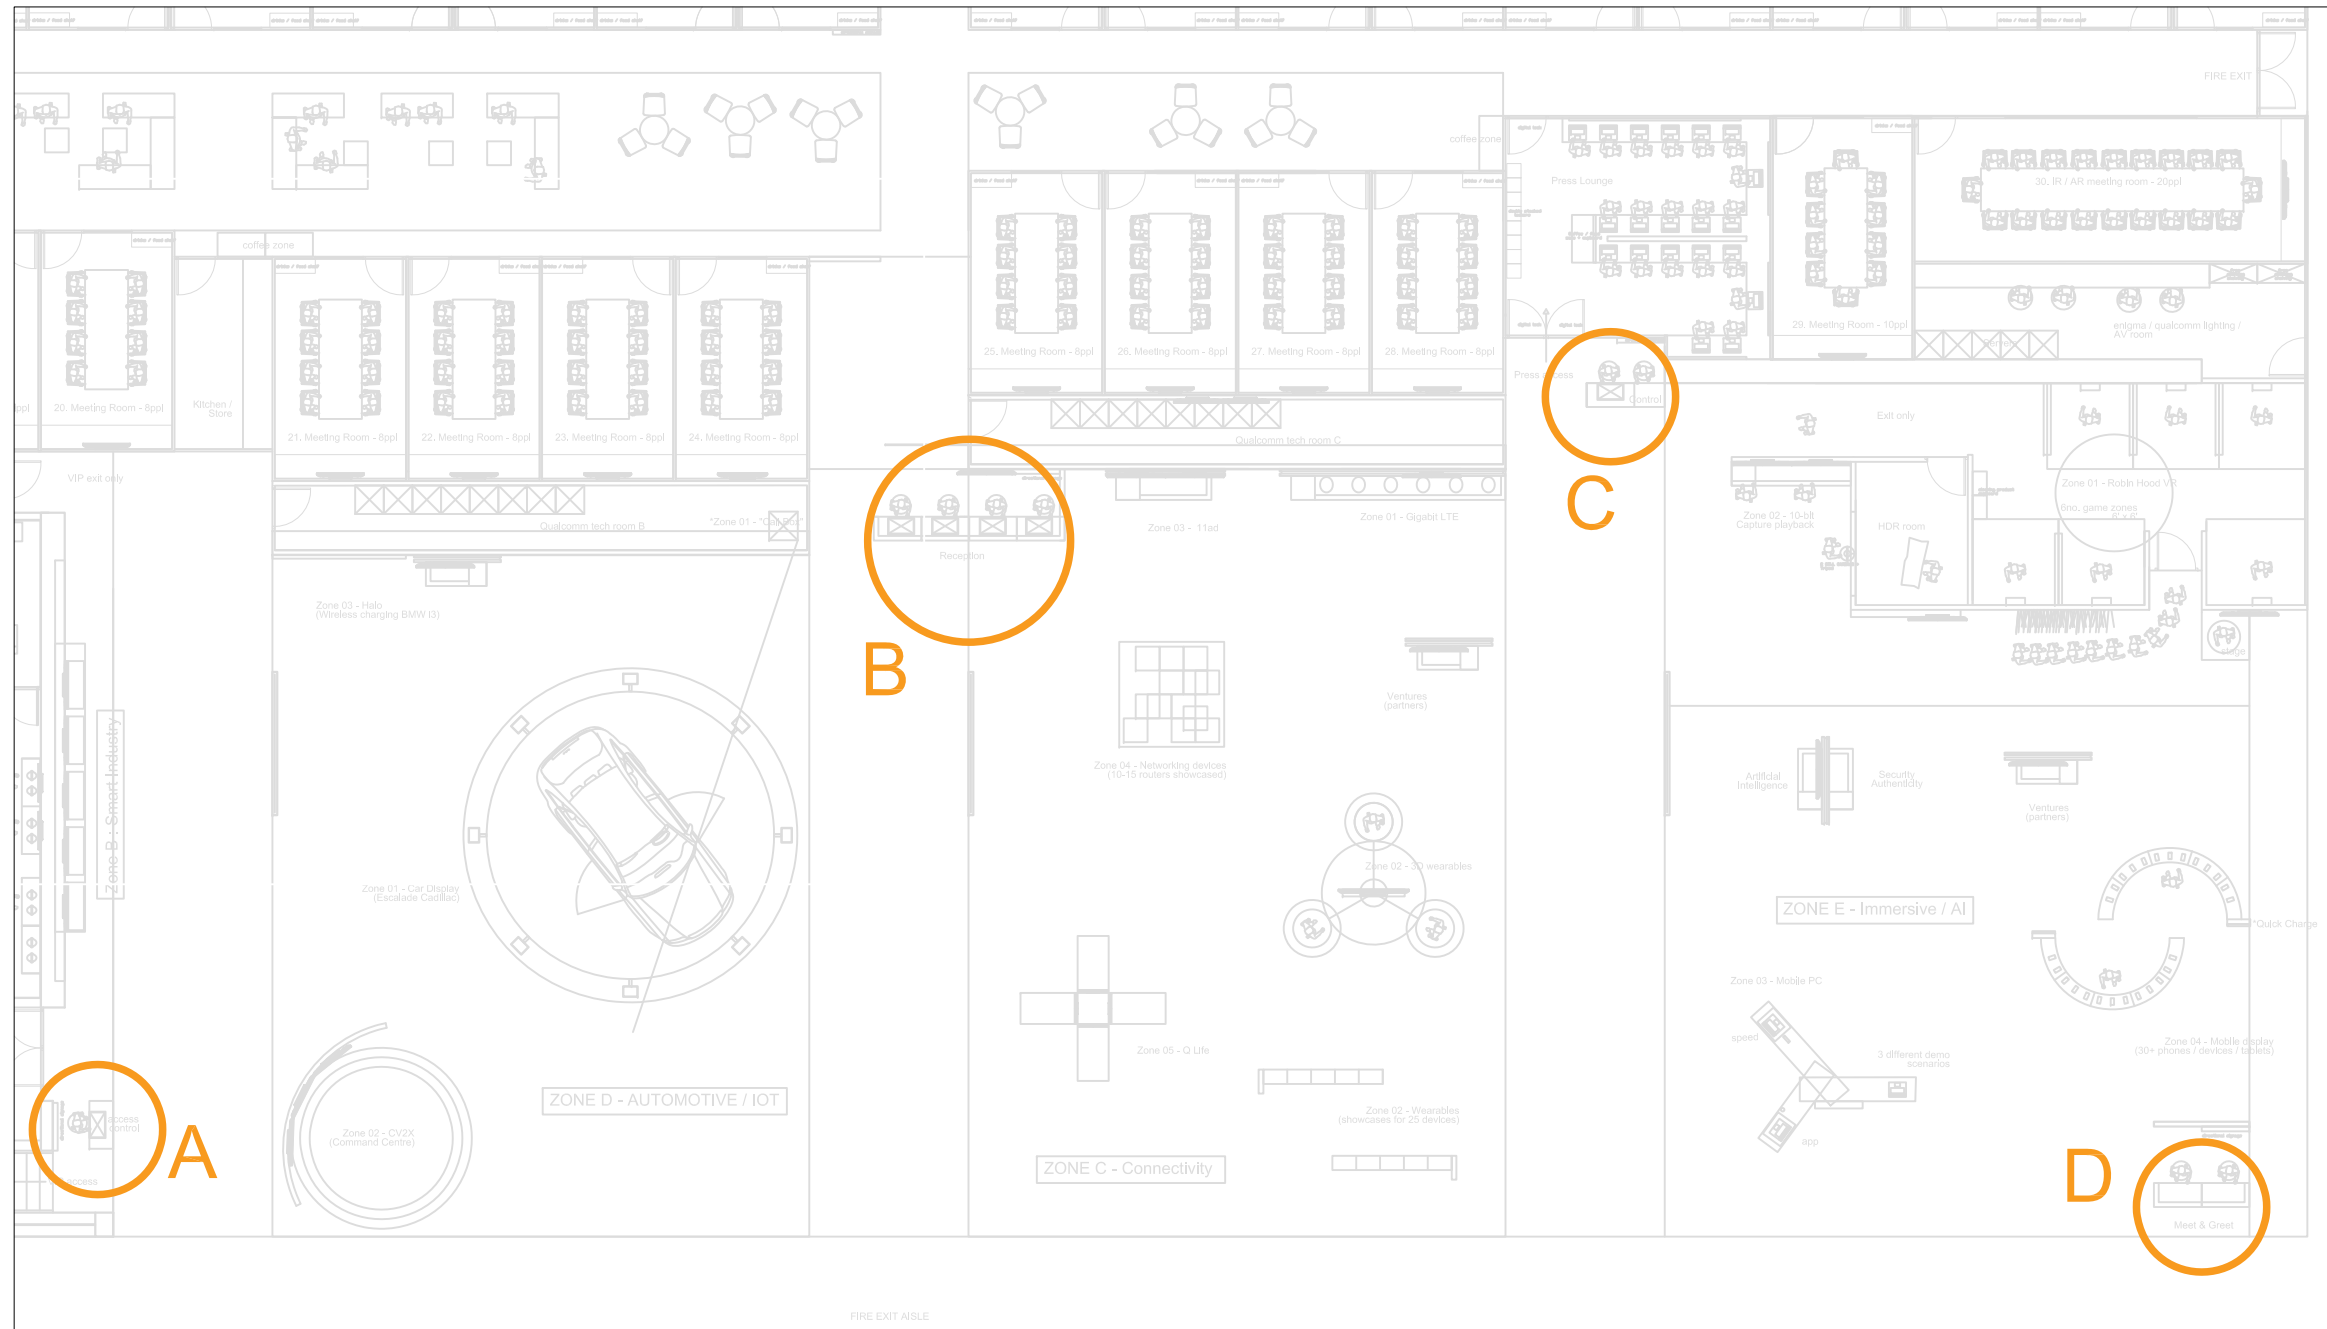 FIRE EXIT
coffee zone
Press Lounge
30. IR / AR meeting room - 20ppl
coffee zone
29. Meeting Room - 10ppl
enigma / qualcomm lighting /
AV room
Servers
25. Meeting Room - 8ppl
26. Meeting Room - 8ppl
27. Meeting Room - 8ppl
28. Meeting Room - 8ppl
Control
20. Meeting Room - 8ppl
Kitchen /
Store
21. Meeting Room - 8ppl
22. Meeting Room - 8ppl
23. Meeting Room - 8ppl
24. Meeting Room - 8ppl
Qualcomm tech room C
Exit only
VIP exit only
C
Zone 01 - Robin Hood VR
6no. game zones
6' x 6'
Qualcomm tech room B
Zone 03 - 11ad
Zone 01 - Gigabit LTE
Zone 02 - 10-bit
Capture playback
HDR room
Reception
B
Zone 03 - Halo
(Wireless charging BMW i3)
stage
Ventures
(partners)
Zone B : Smart Industry
Zone 04 - Networking devices
(10-15 routers showcased)
Artificial
Intelligence
Security
Authenticity
Ventures
(partners)
Zone 01 - Car Display
(Escalade Cadillac)
Zone 02 - 3D wearables
ZONE E - Immersive / AI
*Quick Charge
Zone 03 - Mobile PC
speed
3 different demo
scenarios
app
Zone 04 - Mobile display
(30+ phones / devices / tablets)
Zone 05 - Q Life
ZONE D - AUTOMOTIVE / IOT
Zone 02 - Wearables
(showcases for 25 devices)
access
control
A
access
Zone 02 - CV2X
(Command Centre)
ZONE C - Connectivity
D
Meet & Greet
FIRE EXIT AISLE